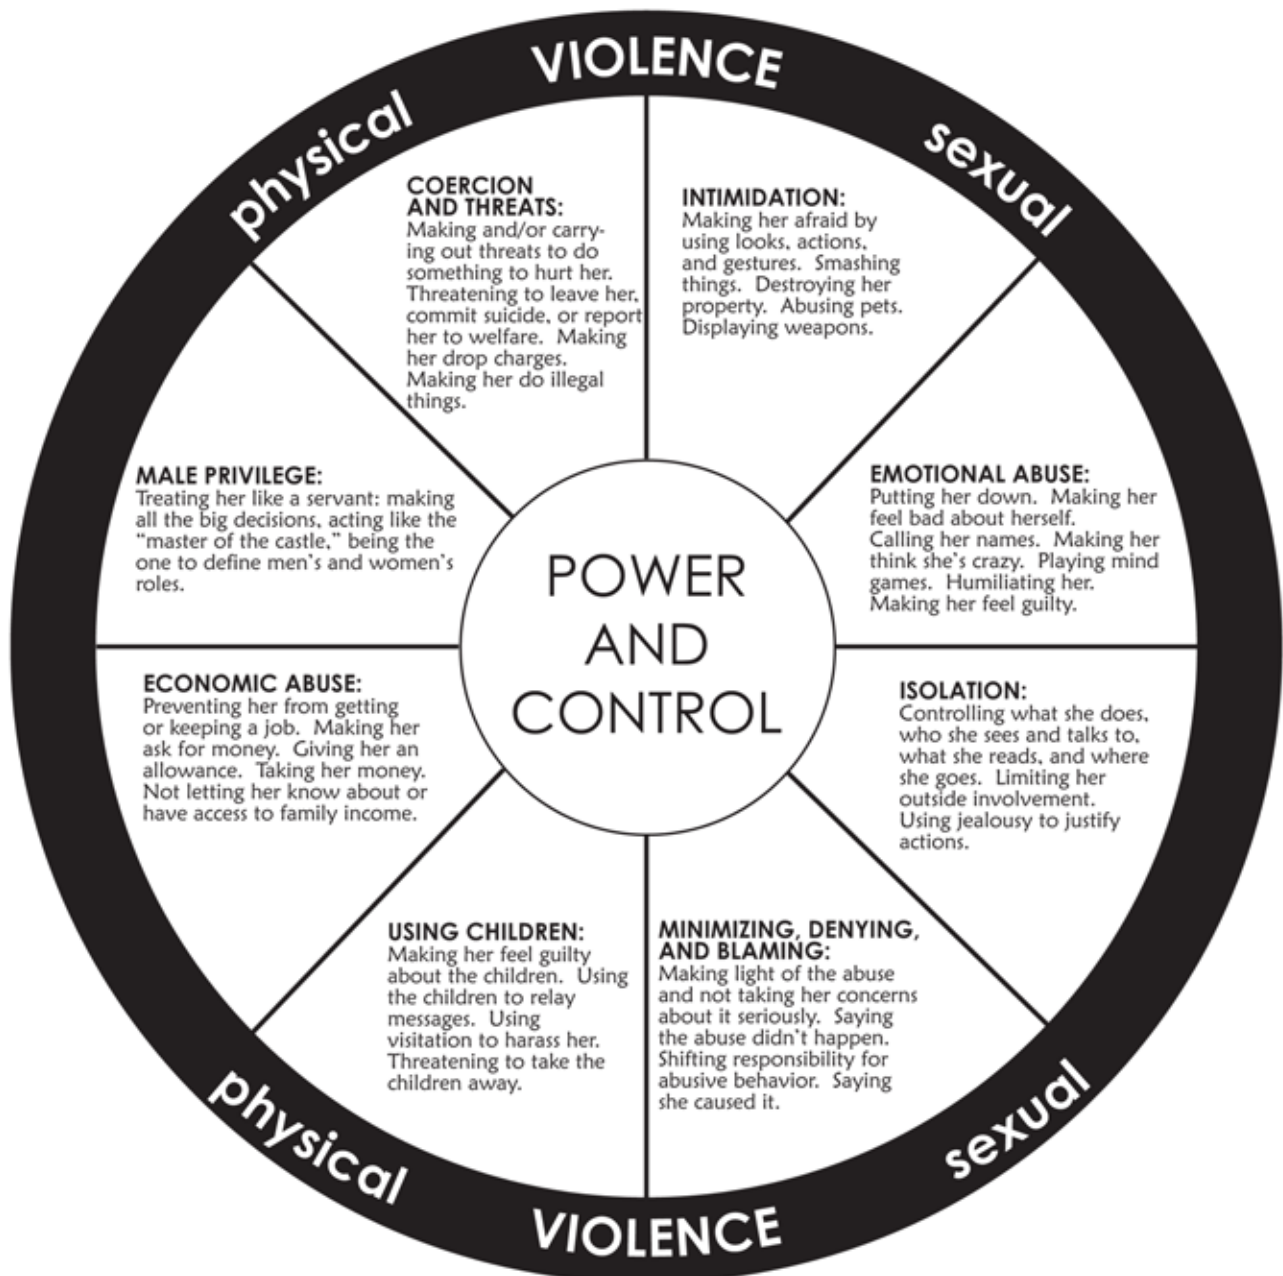 VIOLENCE
physical
sexual
COERCION
AND THREATS:
Making and/or carry-
ing out threats to do
something to hurt her.
Threatening to leave her,
commit suicide, or report
her to welfare. Making
her drop charges.
Making her do illegal
things.
INTIMIDATION:
Making her afraid by
using looks, actions,
and gestures. Smashing
things. Destroying her
property. Abusing pets.
Displaying weapons.
MALE PRIVILEGE:
Treating her like a servant: making
all the big decisions, acting like the
“master of the castle,” being the
one to define men’s and women’s
roles.
EMOTIONAL ABUSE:
Putting her down. Making her
feel bad about herself.
Calling her names. Making her
think she’s crazy. Playing mind
games. Humiliating her.
Making her feel guilty.
POWER
AND
CONTROL
ECONOMIC ABUSE:
Preventing her from getting
or keeping a job. Making her
ask for money. Giving her an
allowance. Taking her money.
Not letting her know about or
have access to family income.
ISOLATION:
Controlling what she does,
who she sees and talks to,
what she reads, and where
she goes. Limiting her
outside involvement.
Using jealousy to justify
actions.
USING CHILDREN:
Making her feel guilty
about the children. Using
the children to relay
messages. Using
visitation to harass her.
Threatening to take the
children away.
MINIMIZING, DENYING,
AND BLAMING:
Making light of the abuse
and not taking her concerns
about it seriously. Saying
the abuse didn’t happen.
Shifting responsibility for
abusive behavior. Saying
she caused it.
physical
sexual
VIOLENCE